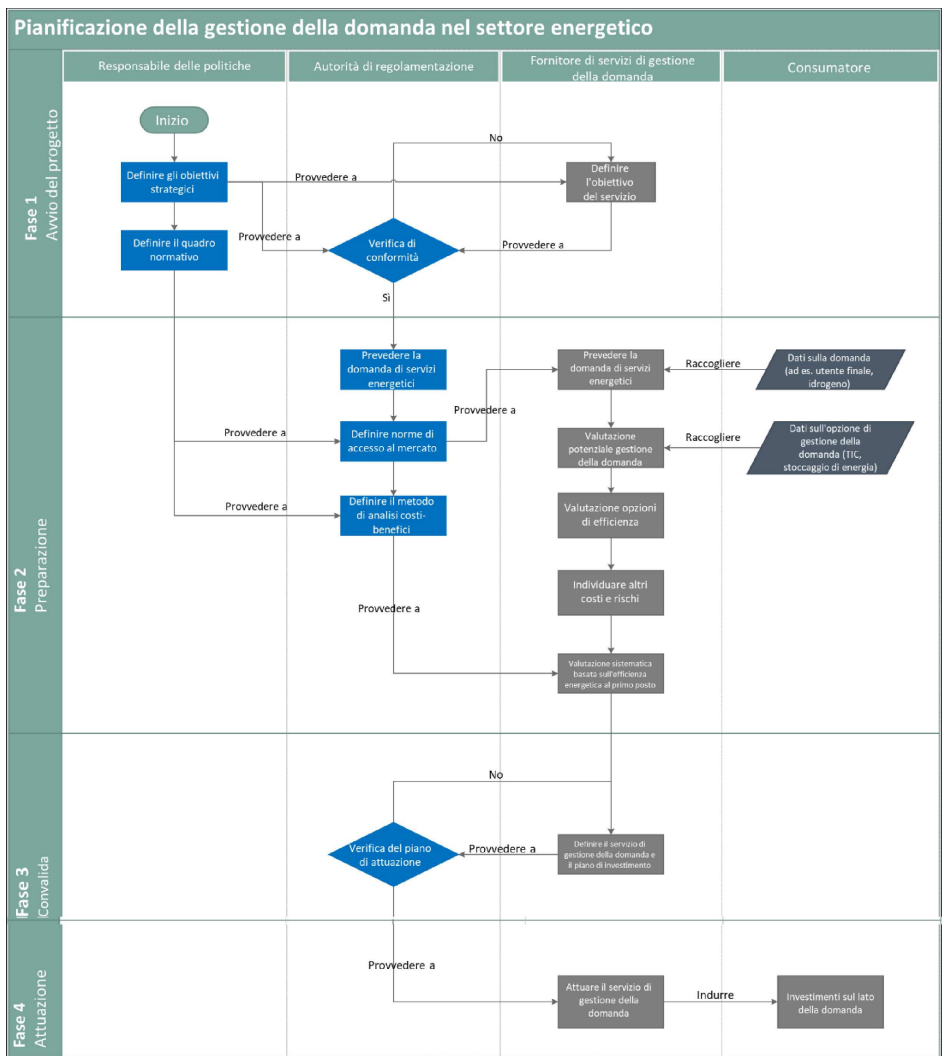 Pianificazione della gestione della domanda nel settore energetico
Responsabile delle politiche
Autorità di regolamentazione
Fornitore di servizi di gestione
della domanda
Consumatore
Fase 1
Avvio del progetto
Inizio
No
Definire gli obiettivi
strategici
Provvedere a
Definire
l'obiettivo
del servizio
Definire il quadro
normativo
Provvedere a
Verifica di
conformità
Provvedere a
Sì
Fase 2
Preparazione
Prevedere la
domanda di servizi
energetici
Prevedere la
domanda di servizi
energetici
Raccogliere
Dati sulla domanda
(ad es. utente finale,
idrogeno)
Provvedere a
Provvedere a
Definire norme di
accesso al mercato
Valutazione
potenziale gestione
della domanda
Raccogliere
Dati sull'opzione di
gestione della
domanda (TIC,
stoccaggio di energia)
Provvedere a
Definire il metodo
di analisi costi-
benefici
Valutazione opzioni
di efficienza
Individuare altri
costi e rischi
Provvedere a
Valutazione sistematica
basata sull'efficienza
energetica al primo posto
Fase 3
Convalida
No
Verifica del piano
di attuazione
Provvedere a
Definire il servizio di
gestione della domanda e
il piano di investimento
Fase 4
Attuazione
Provvedere a
Attuare il servizio di
gestione della
domanda
Indurre
Investimenti sul lato
della domanda